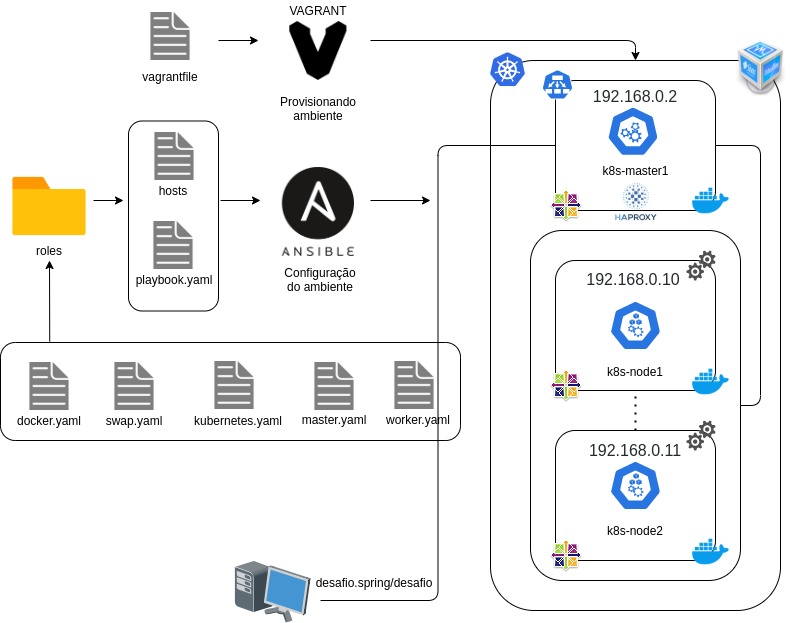 VAGRANT
vagrantfile
Provisionando
ambiente
192.168.0.2
k8s-master1
HAPROXY
hosts
playbook.yaml
roles
ANSIBLE
Configuração
do ambiente
192.168.0.10
k8s-node1
docker.yaml
swap.yaml
kubernetes.yaml
master.yaml
worker.yaml
192.168.0.11
k8s-node2
desafio.spring/desafio